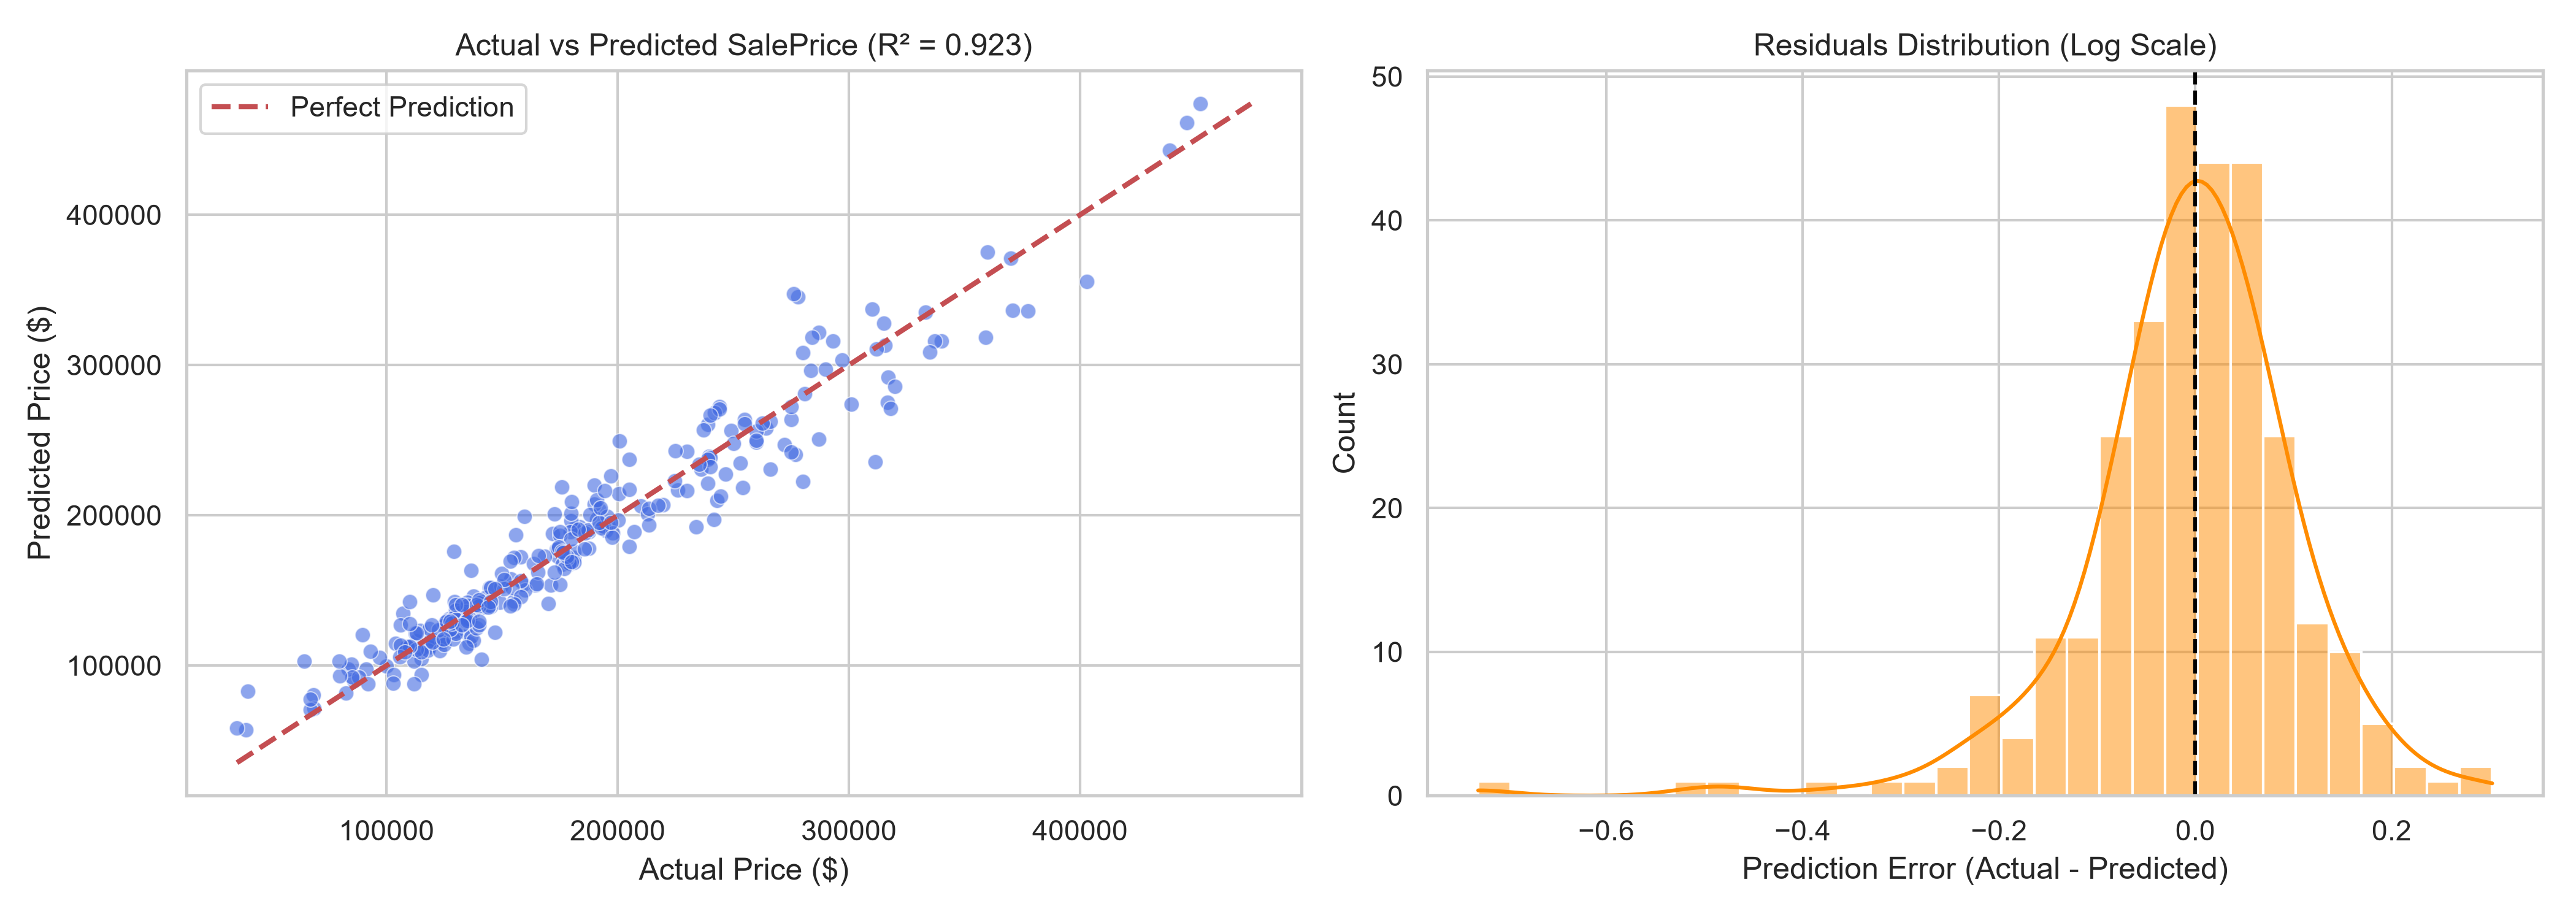 Actual vs Predicted SalePrice (R² = 0.923)
Perfect Prediction
Predicted Price ($)
400000
300000
200000
100000
100000 200000 300000 400000
Actual Price ($)
Residuals Distribution (Log Scale)
Count
50
40
30
20
10
0
−0.6 −0.4 −0.2 0.0 0.2
Prediction Error (Actual - Predicted)